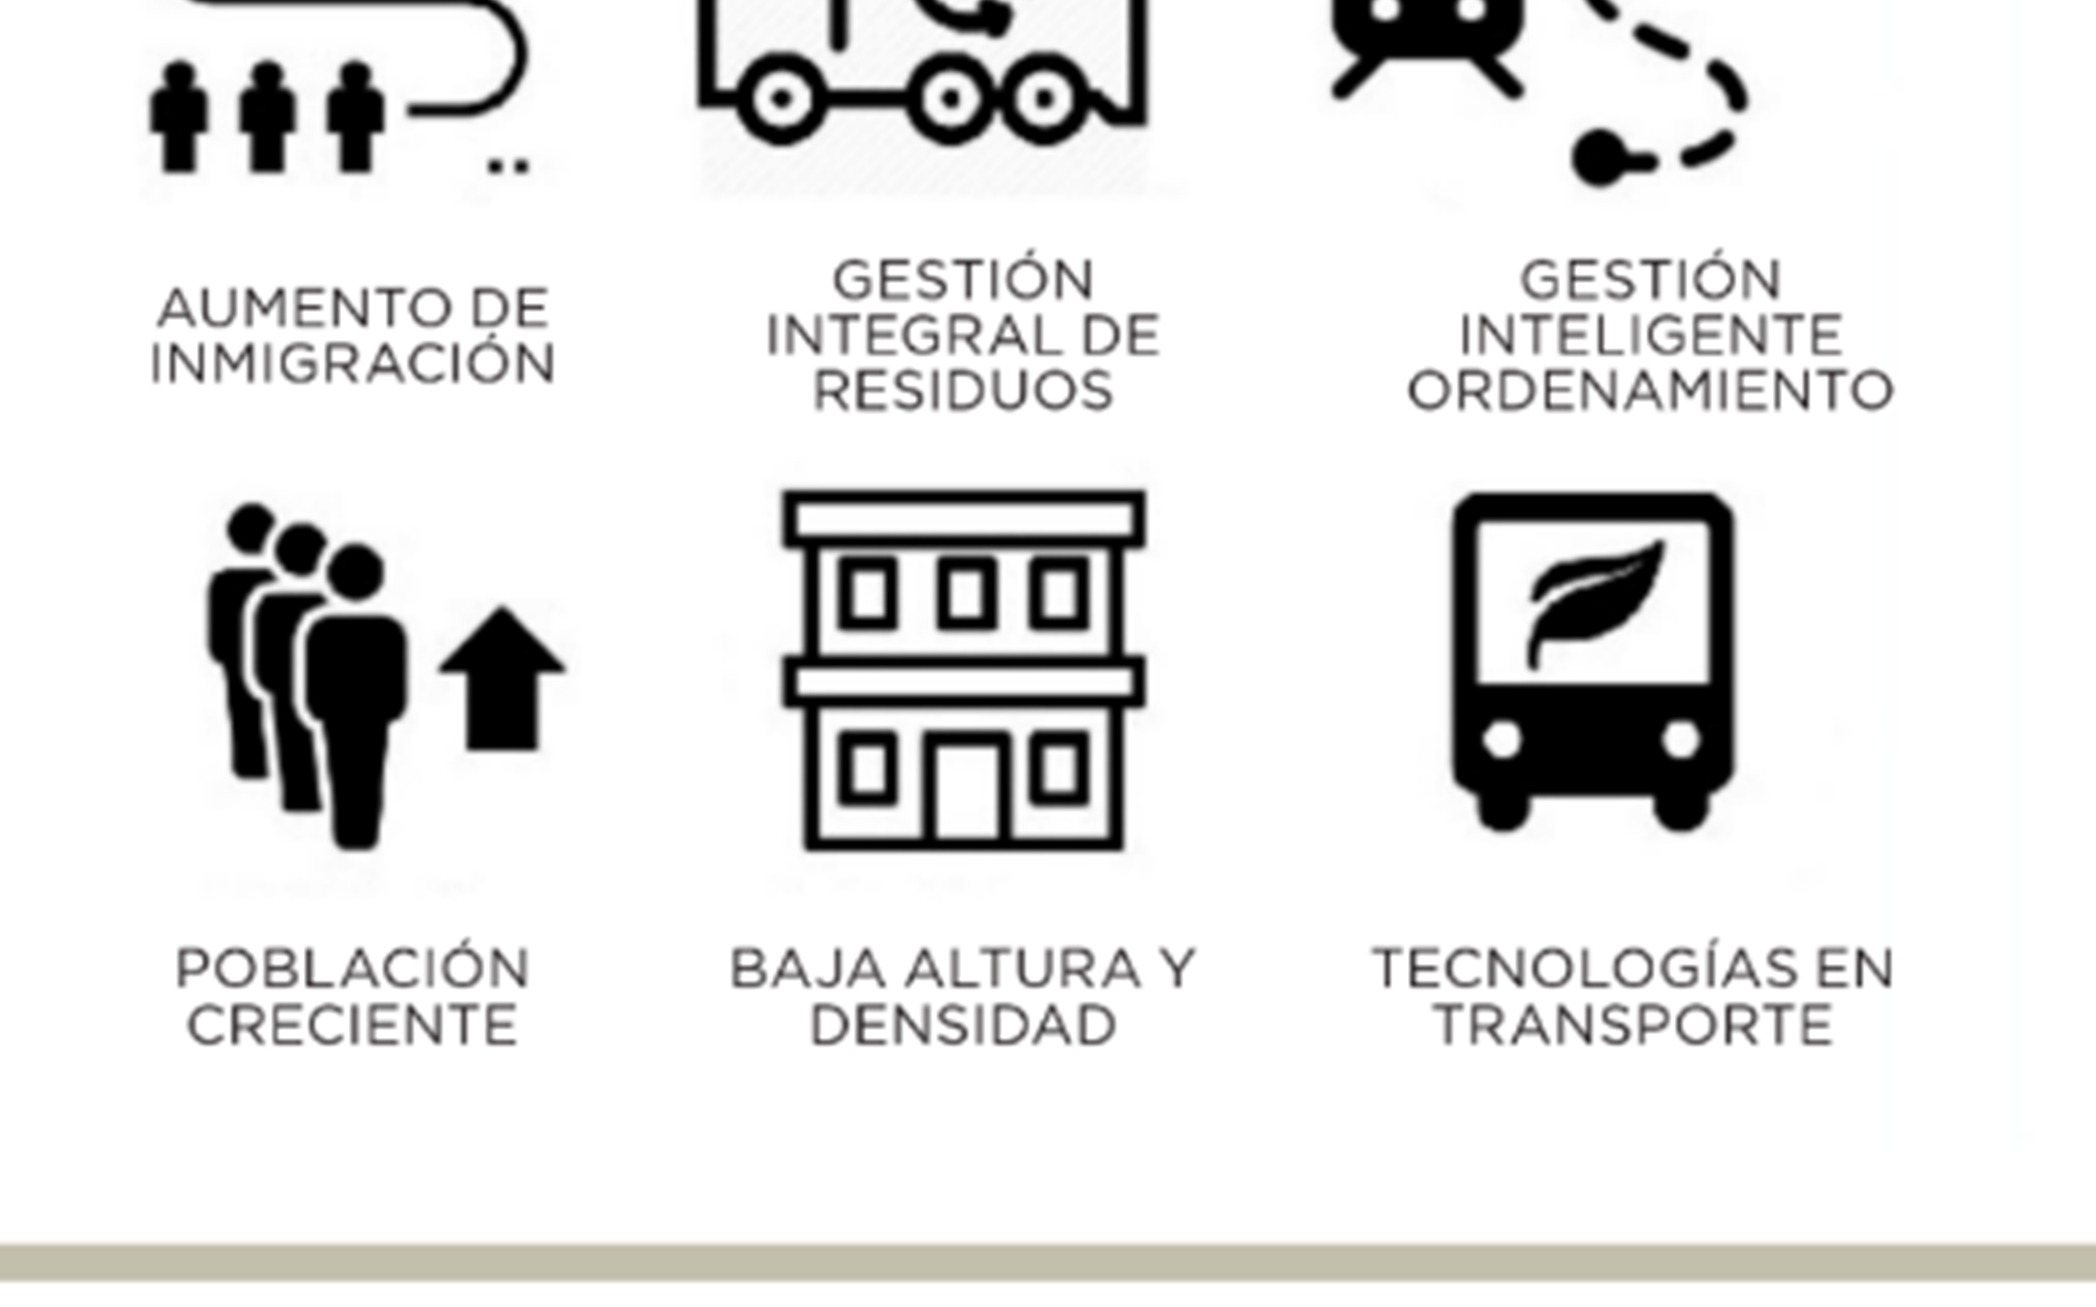 AUMENTO DE
INMIGRACIÓN
GESTIÓN
INTEGRAL DE
RESIDUOS
GESTIÓN
INTELIGENTE
ORDENAMIENTO
POBLACIÓN
CRECIENTE
BAJA ALTURA Y
DENSIDAD
TECNOLOGÍAS EN
TRANSPORTE